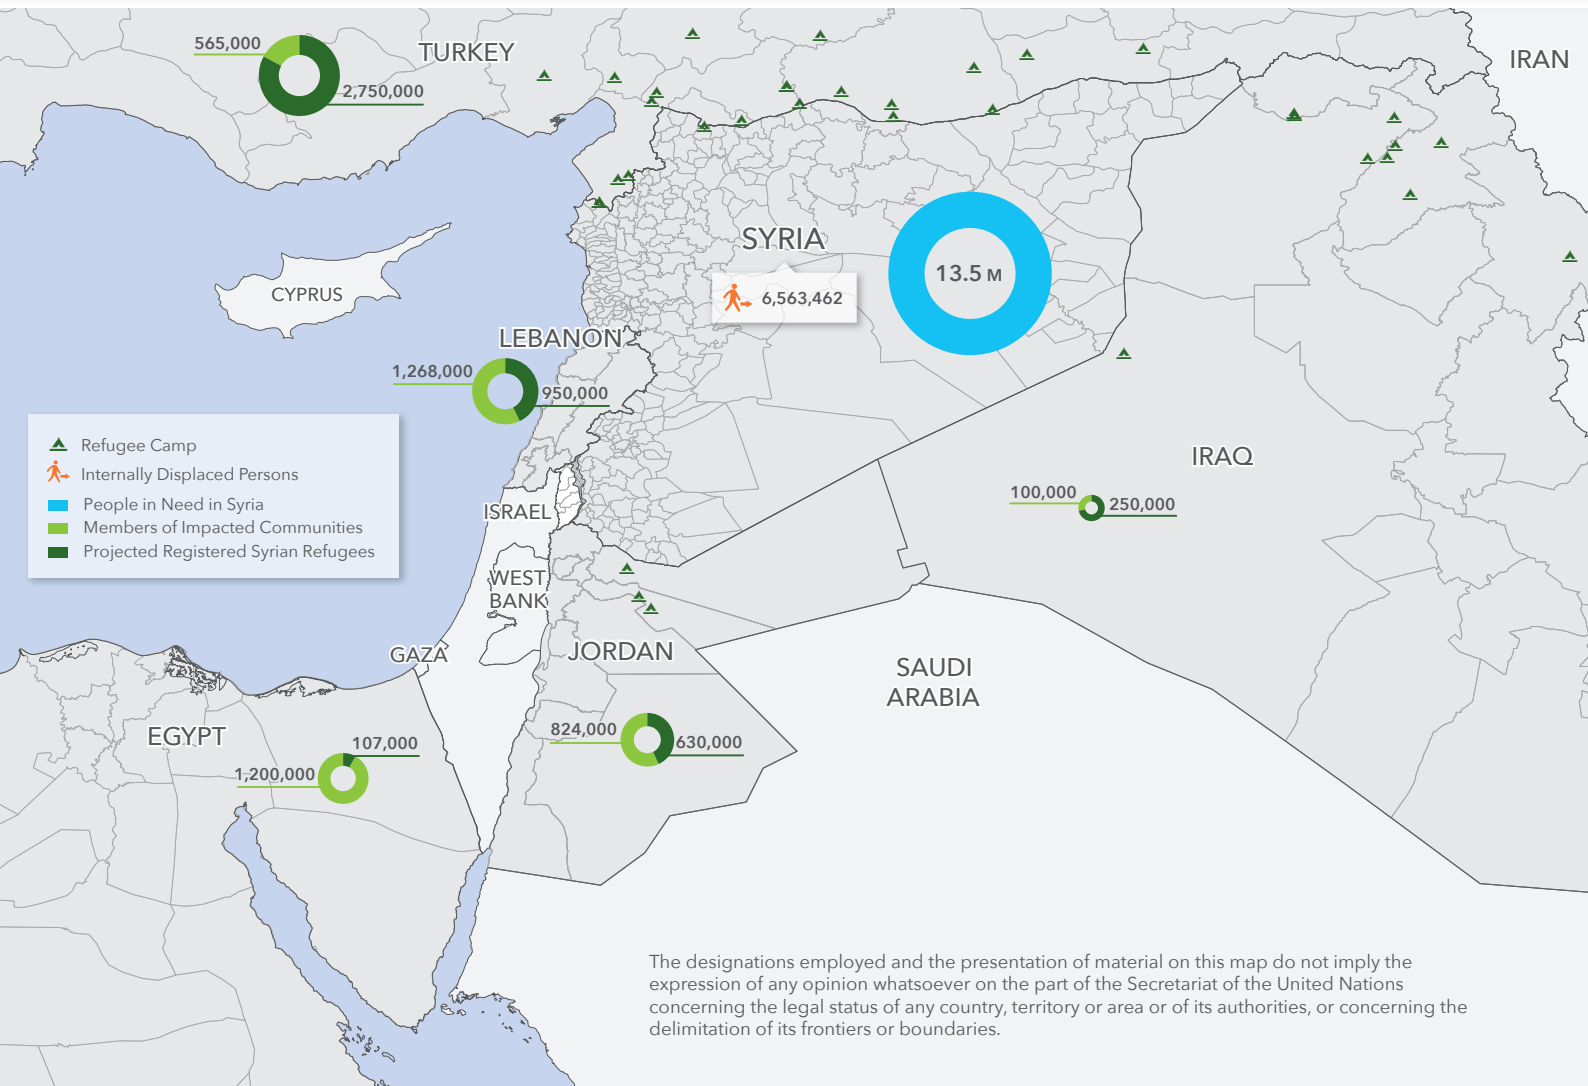 565,000
TURKEY
IRAN
2,750,000
SYRIA
13.5 M
CYPRUS
6,563,462
LEBANON
1,268,000
950,000
Refugee Camp
Internally Displaced Persons
People in Need in Syria
Members of Impacted Communities
Projected Registered Syrian Refugees
IRAQ
100,000
250,000
ISRAEL
WEST
BANK
GAZA
JORDAN
SAUDI
ARABIA
EGYPT
824,000
630,000
107,000
1,200,000
The designations employed and the presentation of material on this map do not imply the
expression of any opinion whatsoever on the part of the Secretariat of the United Nations
concerning the legal status of any country, territory or area or of its authorities, or concerning the
delimitation of its frontiers or boundaries.